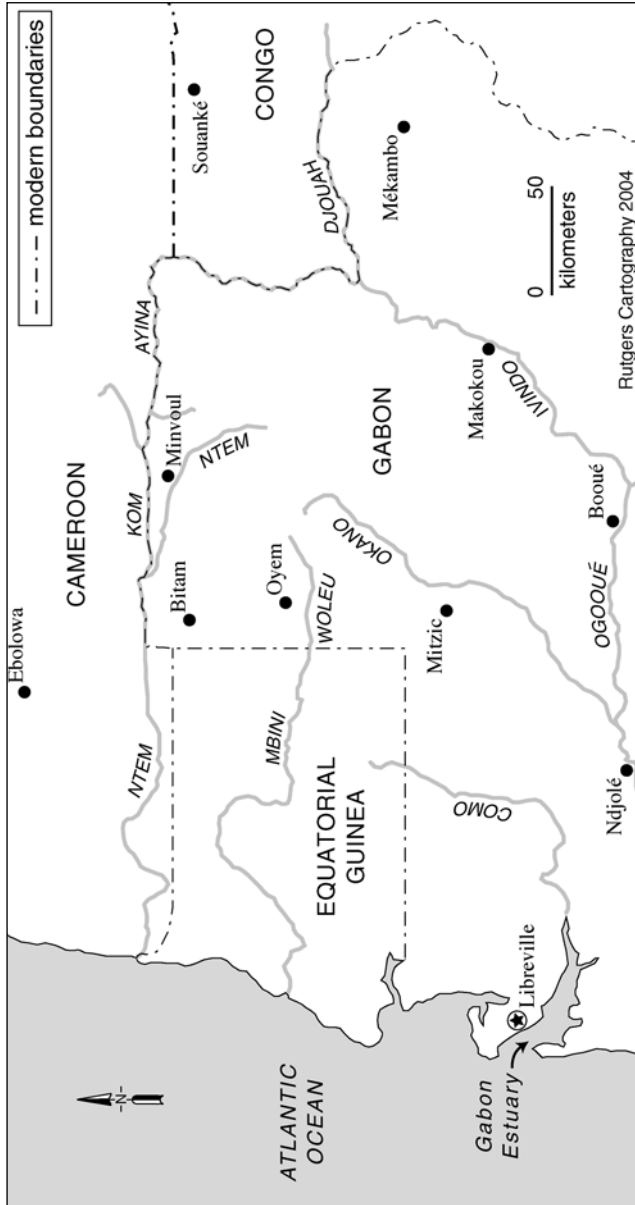 modern boundaries
N
ATLANTIC
OCEAN
Gabon
Estuary
Libreville
Ebolowa
CAMEROON
NTEM
KOM
AYINA
Minvoul
NTEM
Bitam
Oyem
WOLEU
MBINI
EQUATORIAL
GUINEA
COMO
Mitzic
OKANO
GABON
Souanké
CONGO
DJOUAH
Mékambo
Makokou
IVINDO
Booué
OGOOUÉ
Ndjolé
0 50
kilometers
Rutgers Cartography 2004